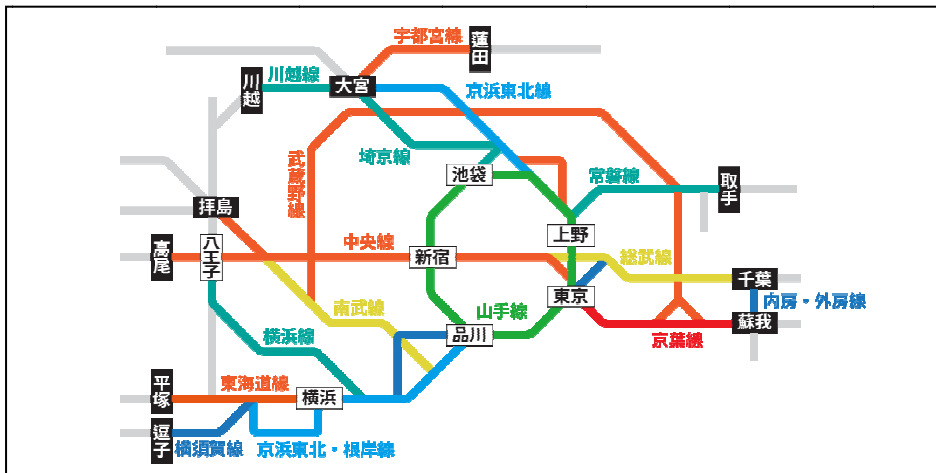 宇都宮線
蓮田
川越線
川越
大宮
京浜東北線
武蔵野線
埼京線
池袋
常磐線
取手
拝島
高尾
八王子
中央線
新宿
上野
総武線
千葉
東京
内房・外房線
南武線
山手線
品川
蘇我
京葉線
横浜線
平塚
東海道線
横浜
逗子
横須賀線
京浜東北・根岸線